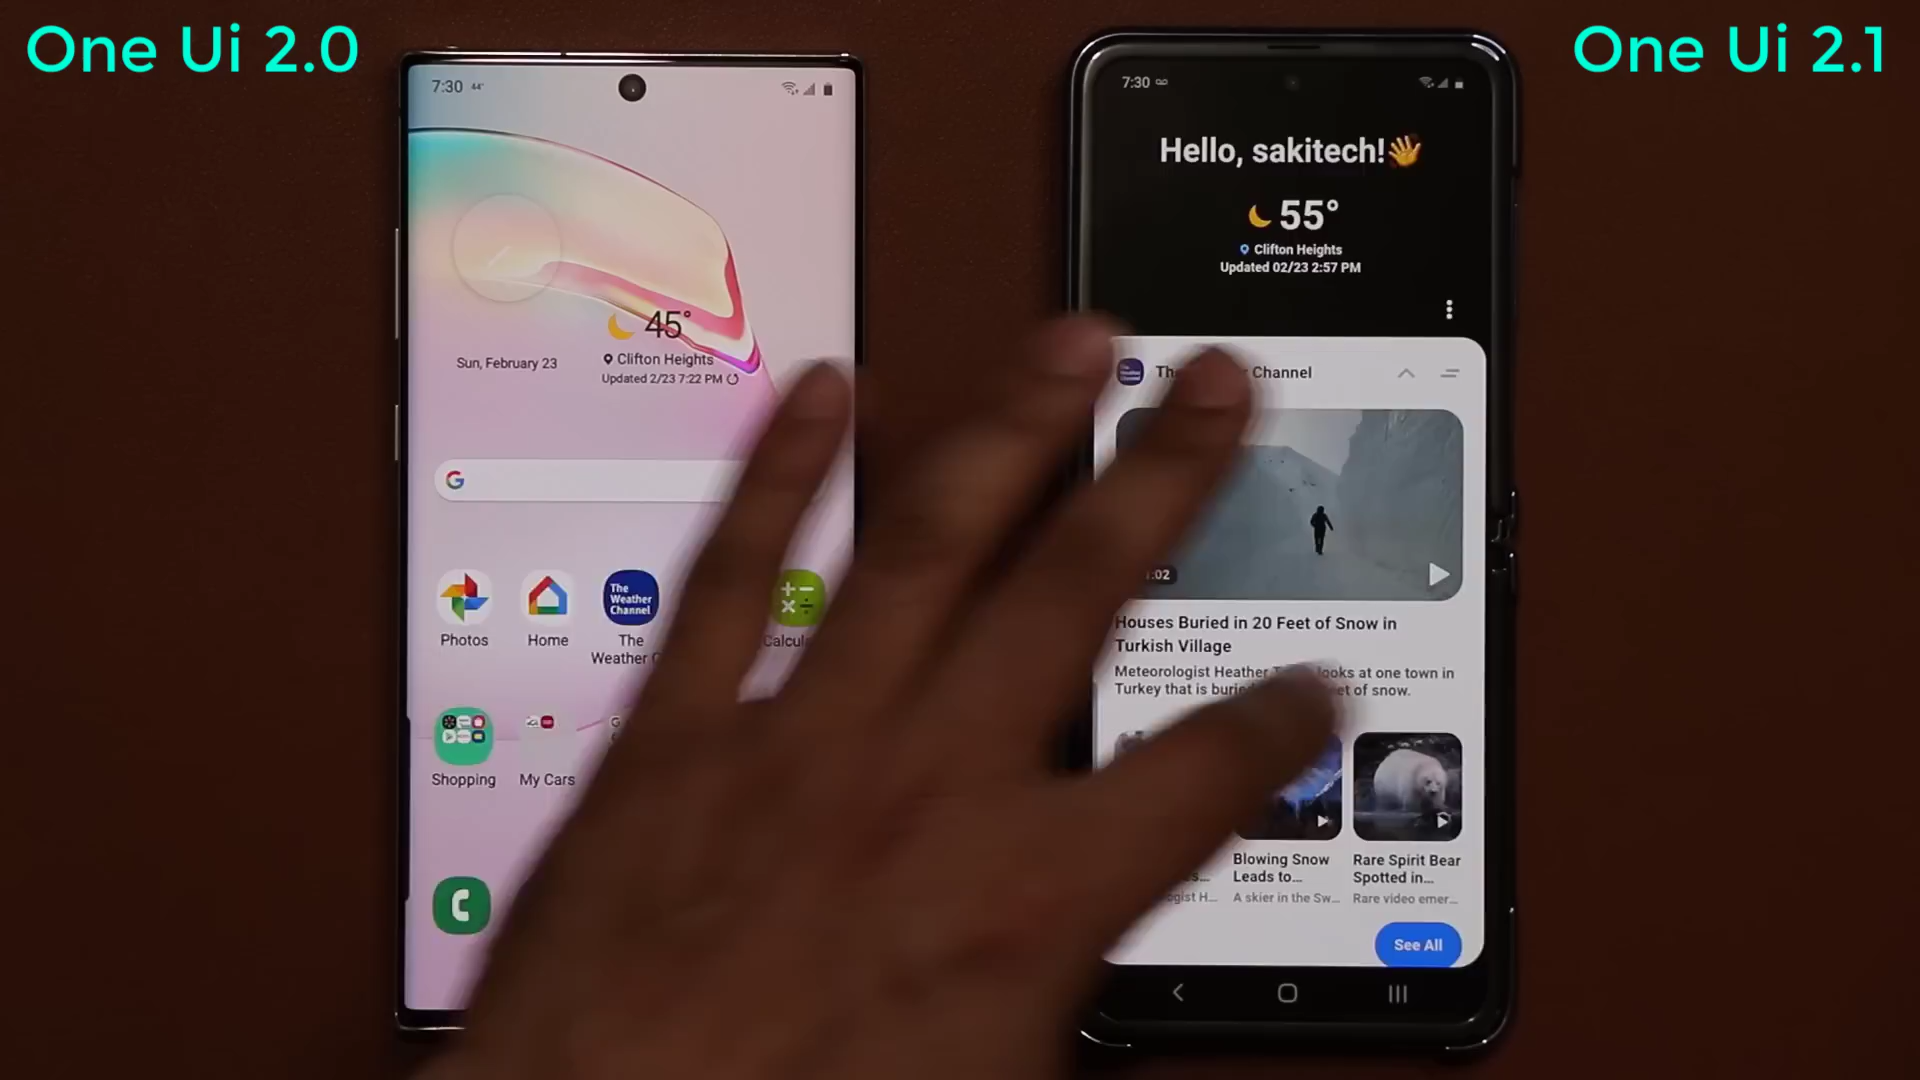 One Ui 2.0
One Ui 2.1
7:30 44°
45°
Sun, February 23
Clifton Heights
Updated 2/23 7:22 PM
G
Photos
Home
The
Weather
Channel
The
Weather
Calcul
Shopping
My Cars
7:30
Hello, sakitech!👋
55°
Clifton Heights
Updated 02/23 2:57 PM
Channel
:02
Houses Buried in 20 Feet of Snow in
Turkish Village
Meteorologist Heather looks at one town in
Turkey that is of snow.
Blowing Snow
Leads to...
A skier in the Sw...
Rare Spirit Bear
Spotted in...
Rare video emer...
See All